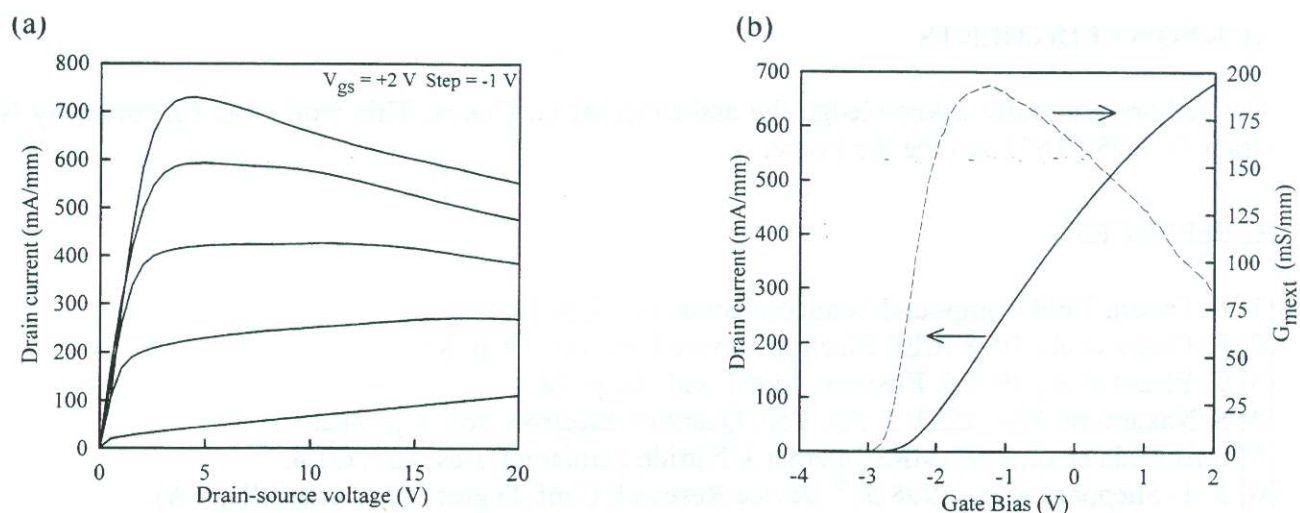 (a)
800
700
600
500
400
300
200
100
0
Drain current (mA/mm)
V_gs = +2 V Step = -1 V
0 5 10 15 20
Drain-source voltage (V)
(b)
700
600
500
400
300
200
100
0
Drain current (mA/mm)
200
175
150
125
100
75
50
25
0
G_mext (mS/mm)
-4 -3 -2 -1 0 1 2
Gate Bias (V)